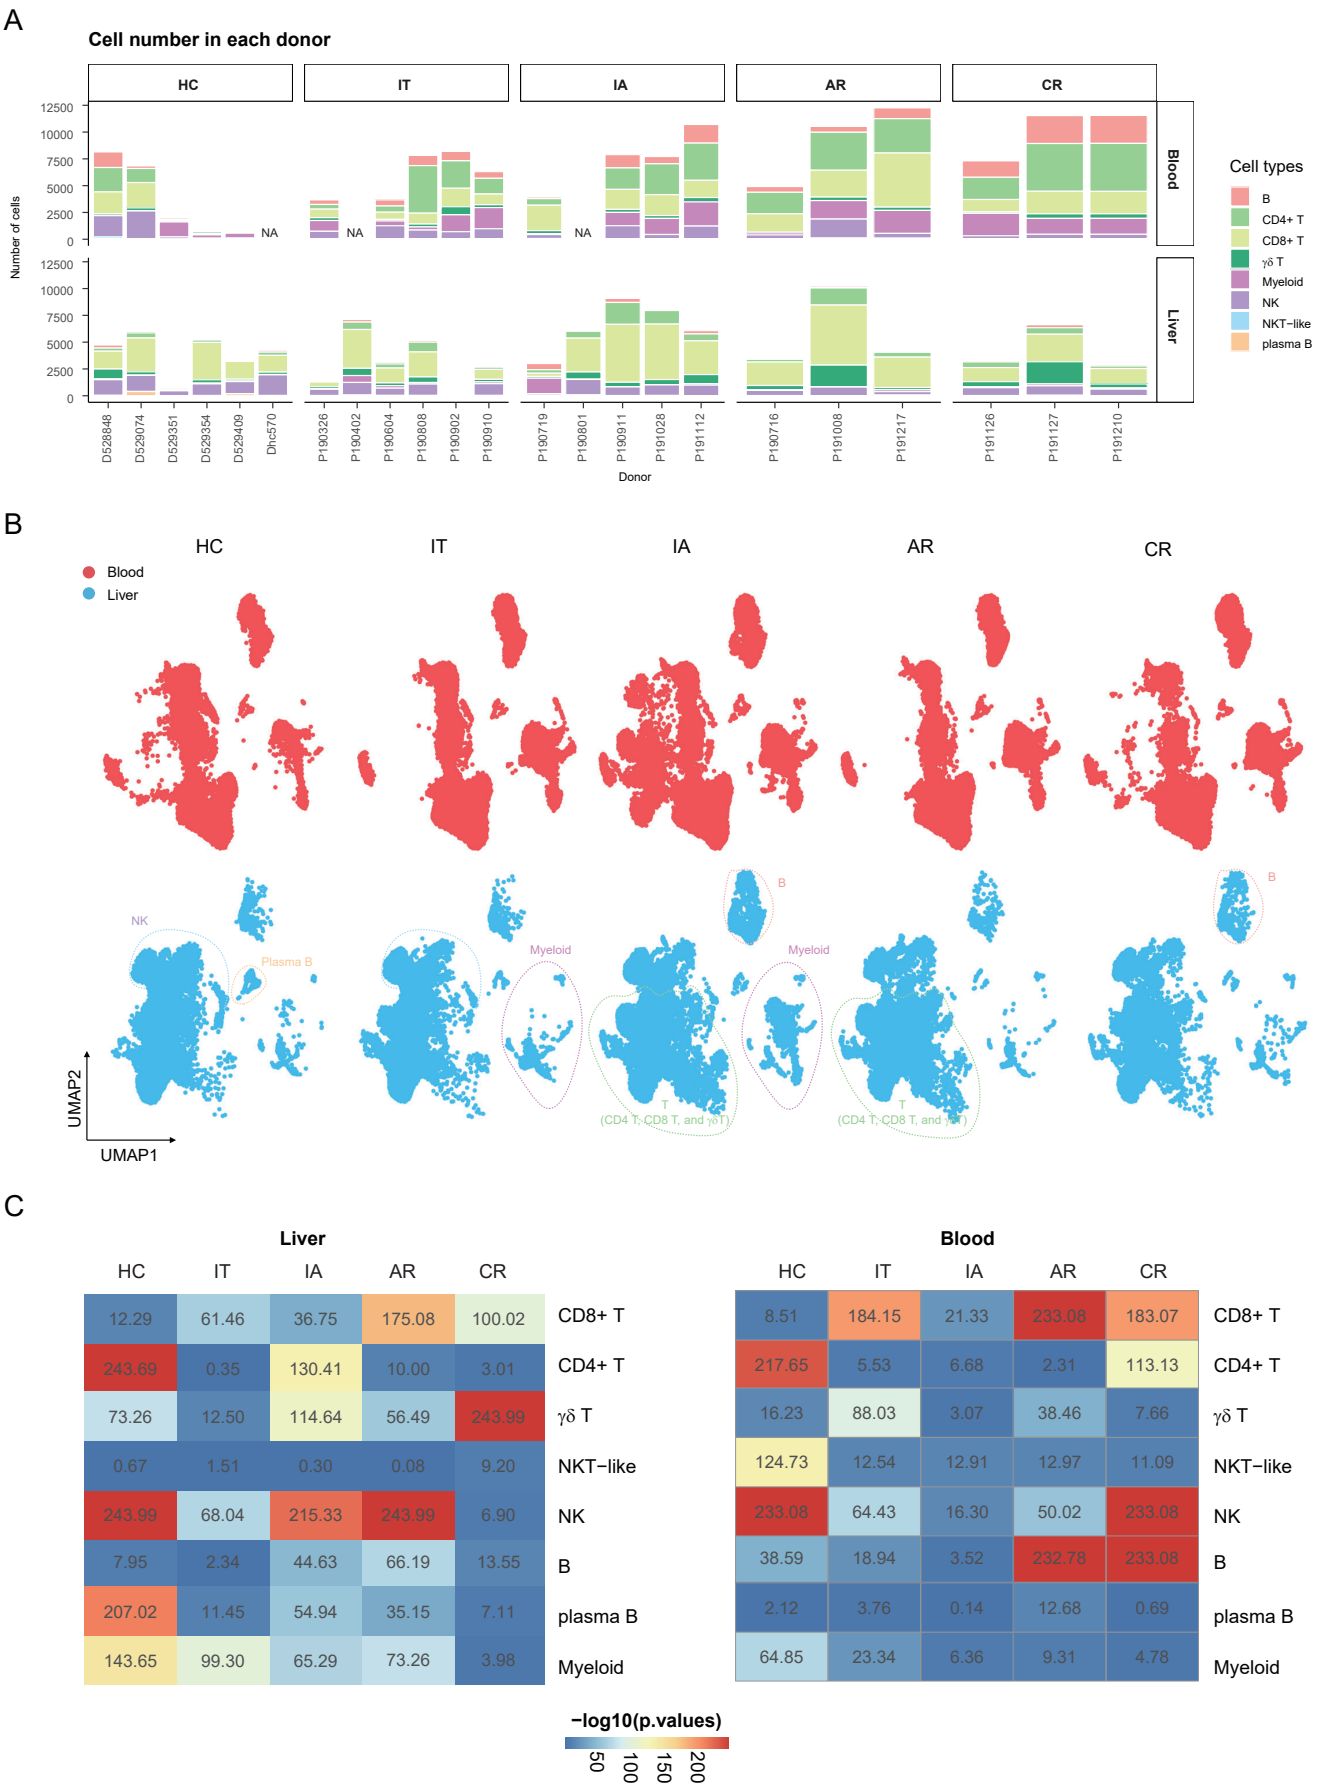 A
Cell number in each donor
HC IT IA AR CR
Number of cells
12500
10000
7500
5000
2500
0
NA NA NA
Blood
12500
10000
7500
5000
2500
0
Liver
D528848 D529074 D529351 D529354 D529409 Dhc570 P190326 P190402 P190604 P190808 P190902 P190910 P190719 P190801 P190911 P191028 P191112 P190716 P191008 P191217 P191126 P191127 P191210
Donor
Cell types
B
CD4+ T
CD8+ T
γδ T
Myeloid
NK
NKT−like
plasma B
B
HC IT IA AR CR
Blood
Liver
NK
Plasma B
Myeloid
B
Myeloid
B
T
(CD4 T, CD8 T, and γδT)
T
(CD4 T, CD8 T, and γδT)
UMAP2
UMAP1
C
Liver
HC IT IA AR CR
12.29 61.46 36.75 175.08 100.02 CD8+ T
243.69 0.35 130.41 10.00 3.01 CD4+ T
73.26 12.50 114.64 56.49 243.99 γδ T
0.67 1.51 0.30 0.08 9.20 NKT−like
243.99 68.04 215.33 243.99 6.90 NK
7.95 2.34 44.63 66.19 13.55 B
207.02 11.45 54.94 35.15 7.11 plasma B
143.65 99.30 65.29 73.26 3.98 Myeloid
Blood
HC IT IA AR CR
8.51 184.15 21.33 233.08 183.07 CD8+ T
217.65 5.53 6.68 2.31 113.13 CD4+ T
16.23 88.03 3.07 38.46 7.66 γδ T
124.73 12.54 12.91 12.97 11.09 NKT−like
233.08 64.43 16.30 50.02 233.08 NK
38.59 18.94 3.52 232.78 233.08 B
2.12 3.76 0.14 12.68 0.69 plasma B
64.85 23.34 6.36 9.31 4.78 Myeloid
−log10(p.values)
50 100 150 200